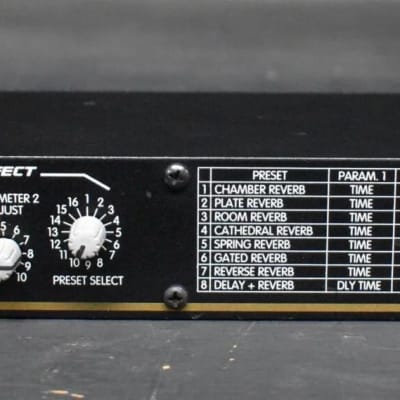 FECT
METER 2
JUST
6
7
8
9
10
1
2
3
4
5
6
7
8
9
10
11
12
13
14
15
16
PRESET SELECT
PRESET PARAM. 1
1 CHAMBER REVERB TIME
2 PLATE REVERB TIME
3 ROOM REVERB TIME
4 CATHEDRAL REVERB TIME
5 SPRING REVERB TIME
6 GATED REVERB TIME
7 REVERSE REVERB TIME
8 DELAY + REVERB DLY TIME